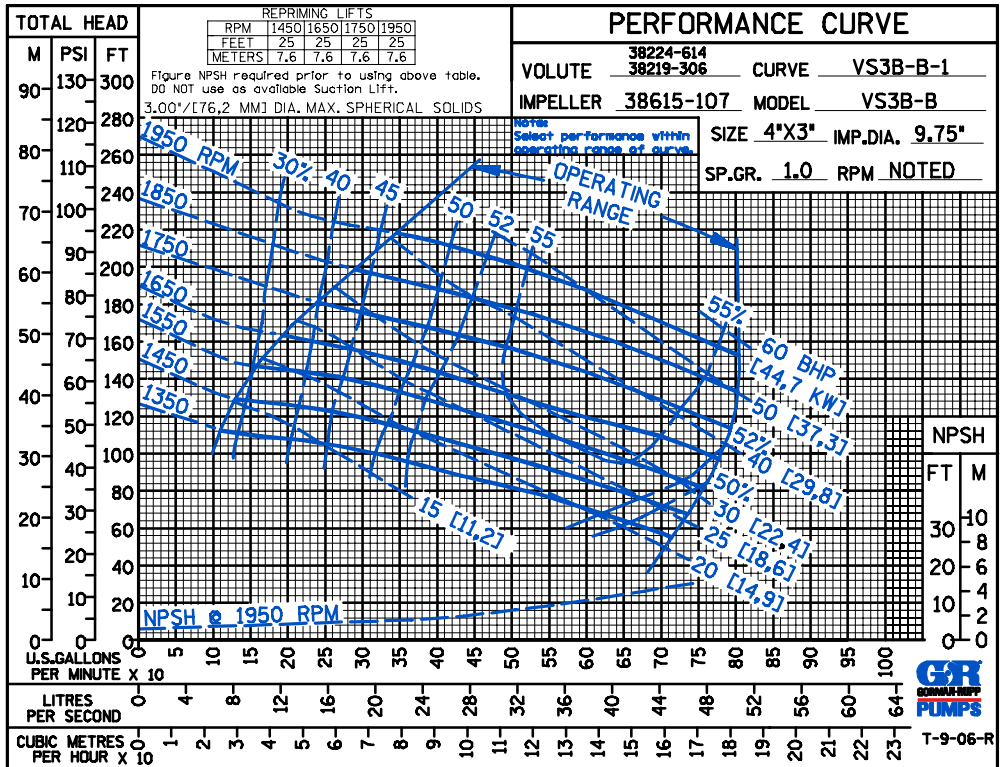 TOTAL HEAD
M PSI FT
REPRIMING LIFTS
RPM 1450 1650 1750 1950
FEET 25 25 25 25
METERS 7.6 7.6 7.6 7.6
Figure NPSH required prior to using above table.
DO NOT use as available Suction Lift.
3.00"/[76,2 MM] DIA. MAX. SPHERICAL SOLIDS
PERFORMANCE CURVE
VOLUTE 38224-614
38219-306
CURVE VS3B-B-1
IMPELLER 38615-107 MODEL VS3B-B
Note:
Select performance within
operating range of curve.
SIZE 4"X3" IMP.DIA. 9.75"
SP.GR. 1.0 RPM NOTED
90
80
70
60
50
40
30
20
10
0
130
120
110
100
90
80
70
60
50
40
30
20
10
0
300
280
260
240
220
200
180
160
140
120
100
80
60
40
20
0
1950 RPM
1850
1750
1650
1550
1450
1350
30% 40 45 50 52 55
OPERATING
RANGE
55%
60 BHP
[44,7 KW]
50 [37,3]
52%
40 [29,8]
50%
30 [22,4]
25 [18,6]
20 [14,9]
15 [11,2]
NPSH @ 1950 RPM
NPSH
FT M
30
20
10
0
10
8
6
4
2
0
U.S.GALLONS
PER MINUTE X 10
0 5 10 15 20 25 30 35 40 45 50 55 60 65 70 75 80 85 90 95 100
LITRES
PER SECOND
0 4 8 12 16 20 24 28 32 36 40 44 48 52 56 60 64
CUBIC METRES
PER HOUR X 10
0 1 2 3 4 5 6 7 8 9 10 11 12 13 14 15 16 17 18 19 20 21 22 23
GR
GORMAN-RUPP
PUMPS
T-9-06-R